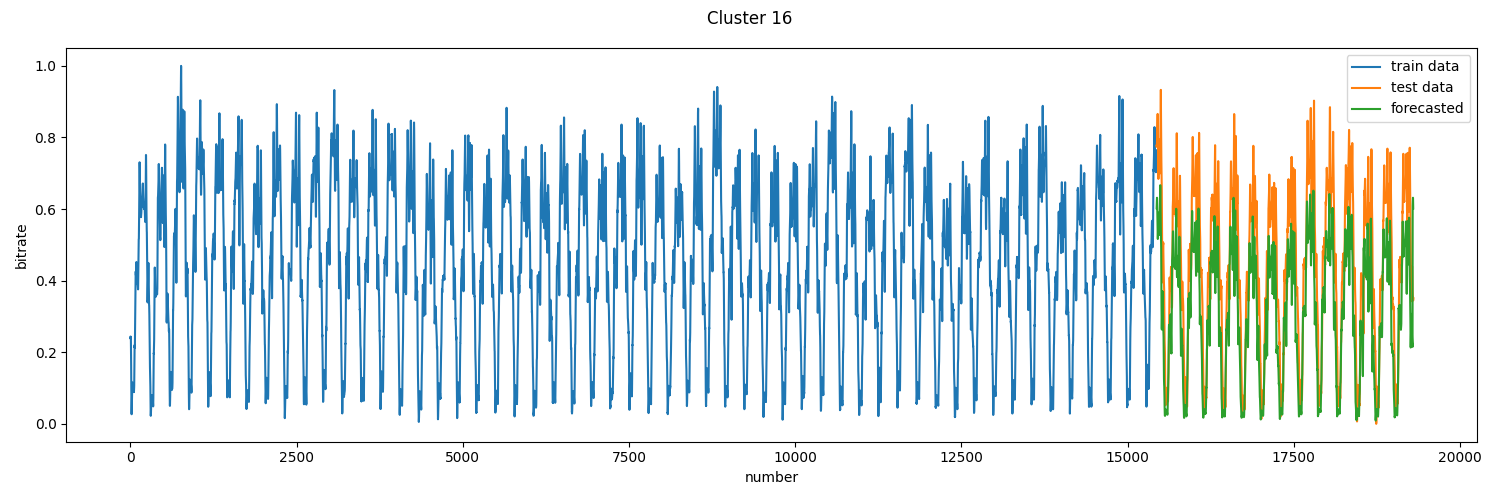 Cluster 16
train data
test data
forecasted
bitrate
1.0
0.8
0.6
0.4
0.2
0.0
0 2500 5000 7500 10000 12500 15000 17500 20000
number